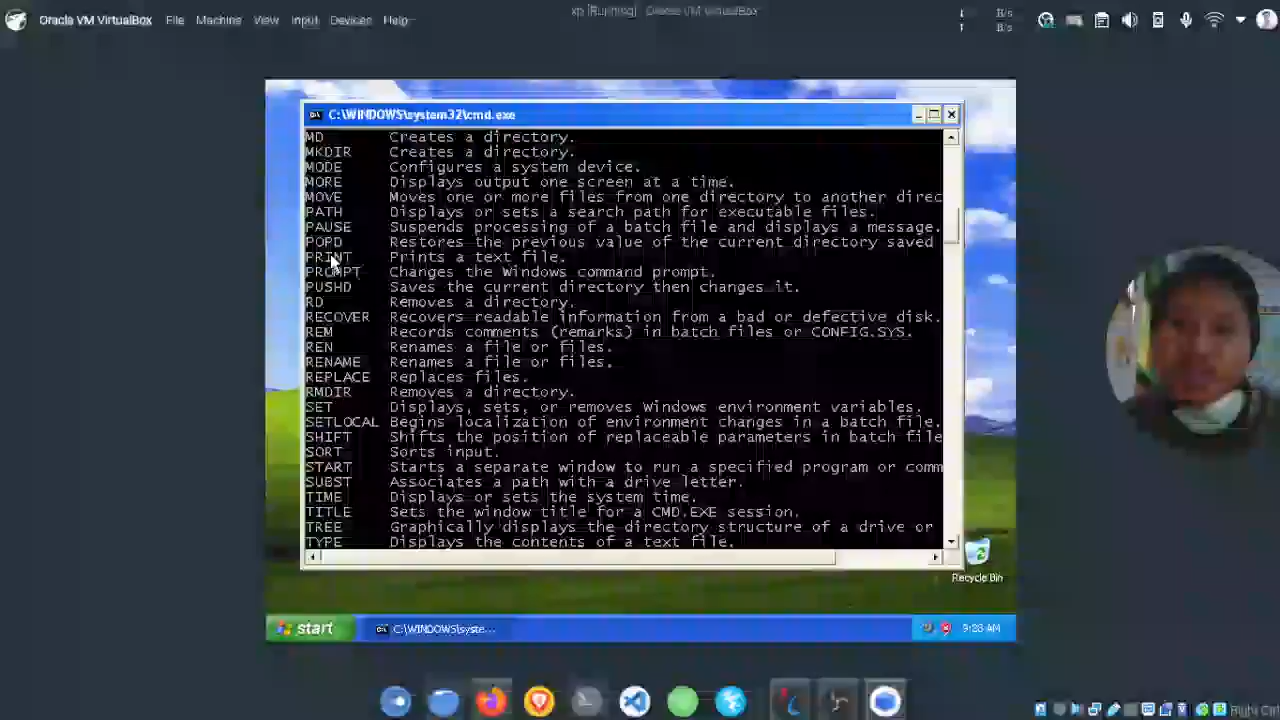 Oracle VM VirtualBox File Machine View Input Devices Help
xp [Running] Oracle VM VirtualBox
B/s
B/s
C:\WINDOWS\system32\cmd.exe
MD Creates a directory.
MKDIR Creates a directory.
MODE Configures a system device.
MORE Displays output one screen at a time.
MOVE Moves one or more files from one directory to another direc
PATH Displays or sets a search path for executable files.
PAUSE Suspends processing of a batch file and displays a message.
POPD Restores the previous value of the current directory saved
PRINT Prints a text file.
PROMPT Changes the Windows command prompt.
PUSHD Saves the current directory then changes it.
RD Removes a directory.
RECOVER Recovers readable information from a bad or defective disk.
REM Records comments (remarks) in batch files or CONFIG.SYS.
REN Renames a file or files.
RENAME Renames a file or files.
REPLACE Replaces files.
RMDIR Removes a directory.
SET Displays, sets, or removes Windows environment variables.
SETLOCAL Begins localization of environment changes in a batch file.
SHIFT Shifts the position of replaceable parameters in batch file
SORT Sorts input.
START Starts a separate window to run a specified program or comm
SUBST Associates a path with a drive letter.
TIME Displays or sets the system time.
TITLE Sets the window title for a CMD.EXE session.
TREE Graphically displays the directory structure of a drive or
TYPE Displays the contents of a text file.
Recycle Bin
start
C:\WINDOWS\syste...
Right Ctrl